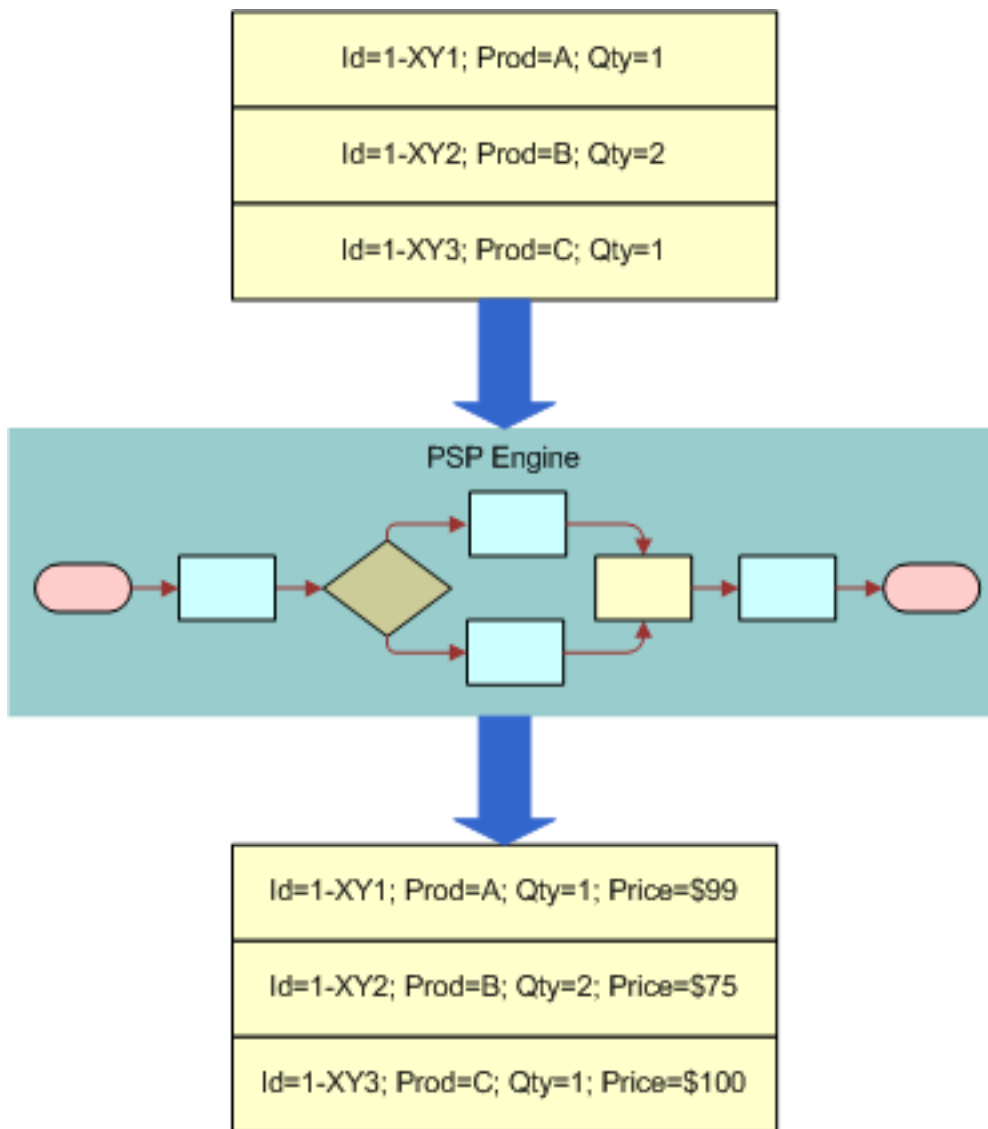 Id=1-XY1; Prod=A; Qty=1
Id=1-XY2; Prod=B; Qty=2
Id=1-XY3; Prod=C; Qty=1
PSP Engine
Id=1-XY1; Prod=A; Qty=1; Price=$99
Id=1-XY2; Prod=B; Qty=2; Price=$75
Id=1-XY3; Prod=C; Qty=1; Price=$100